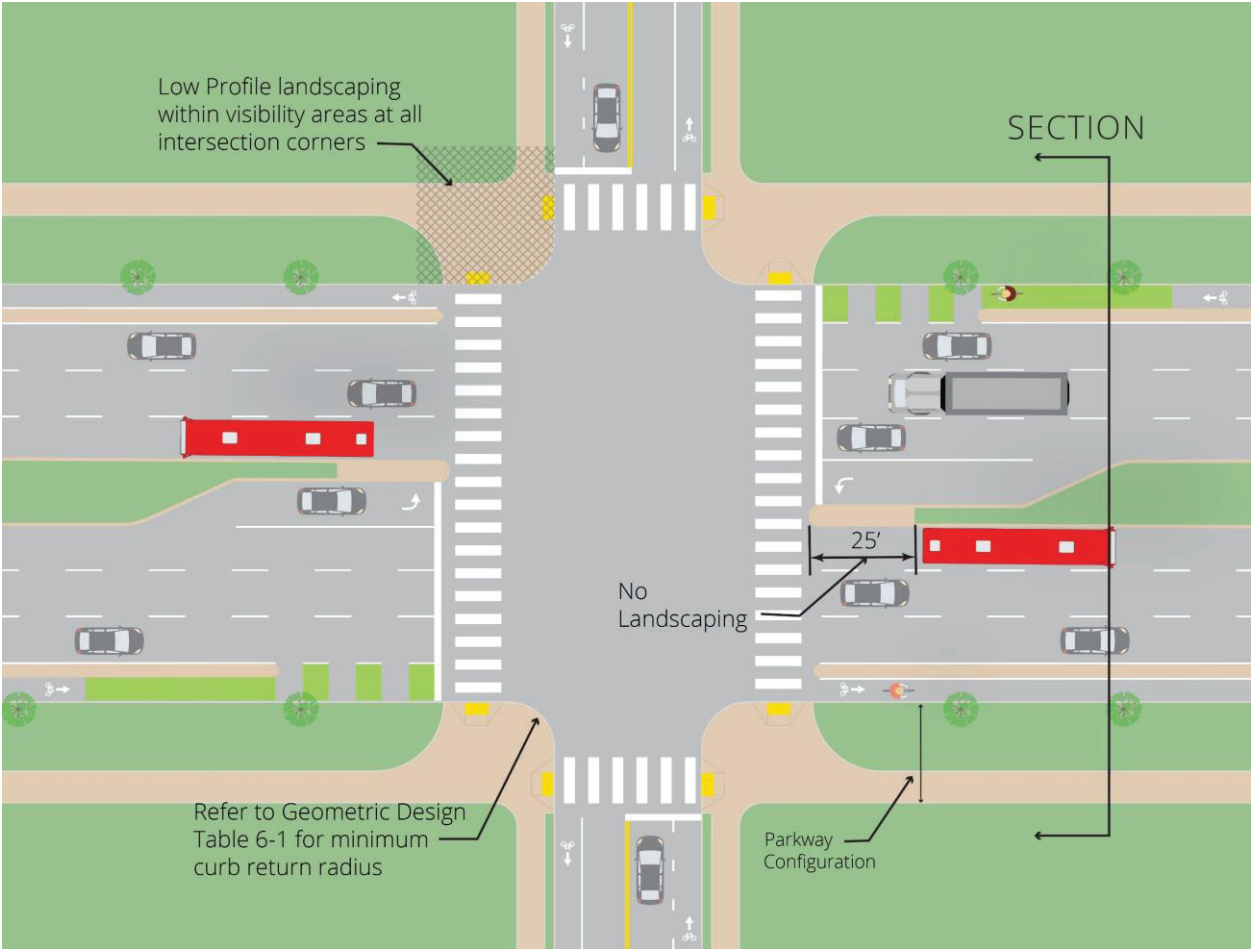 Low Profile landscaping
within visibility areas at all
intersection corners
SECTION
25'
No
Landscaping
Refer to Geometric Design
Table 6-1 for minimum
curb return radius
Parkway
Configuration